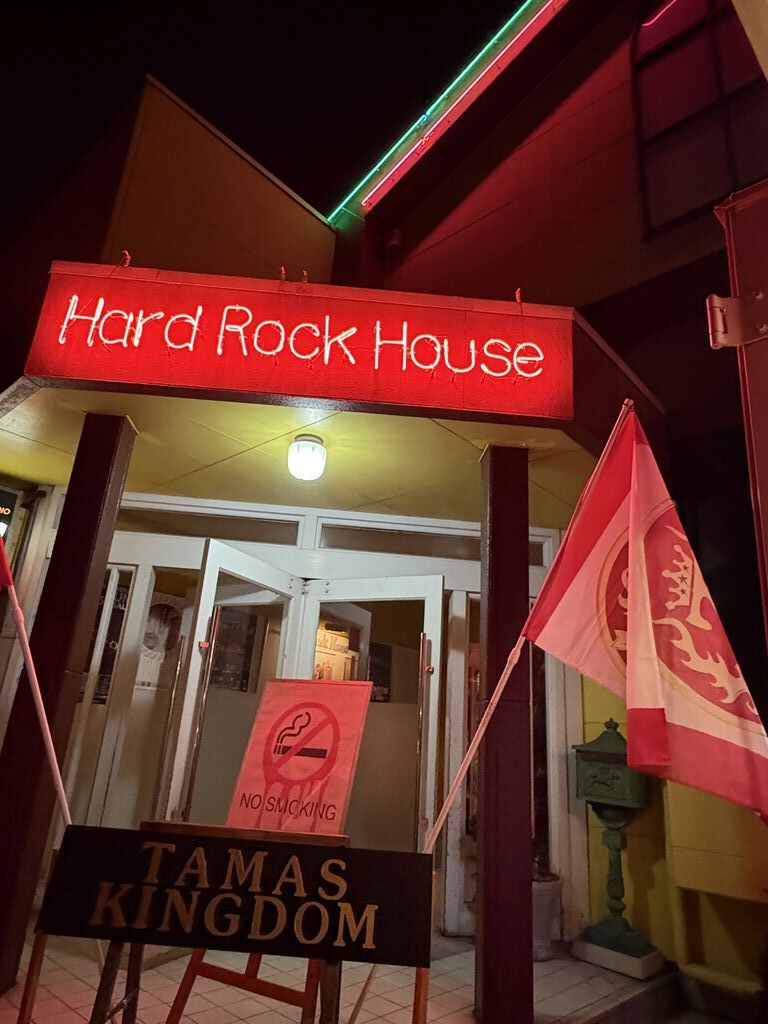 Hard Rock House
NO SMOKING
TAMAS
KINGDOM